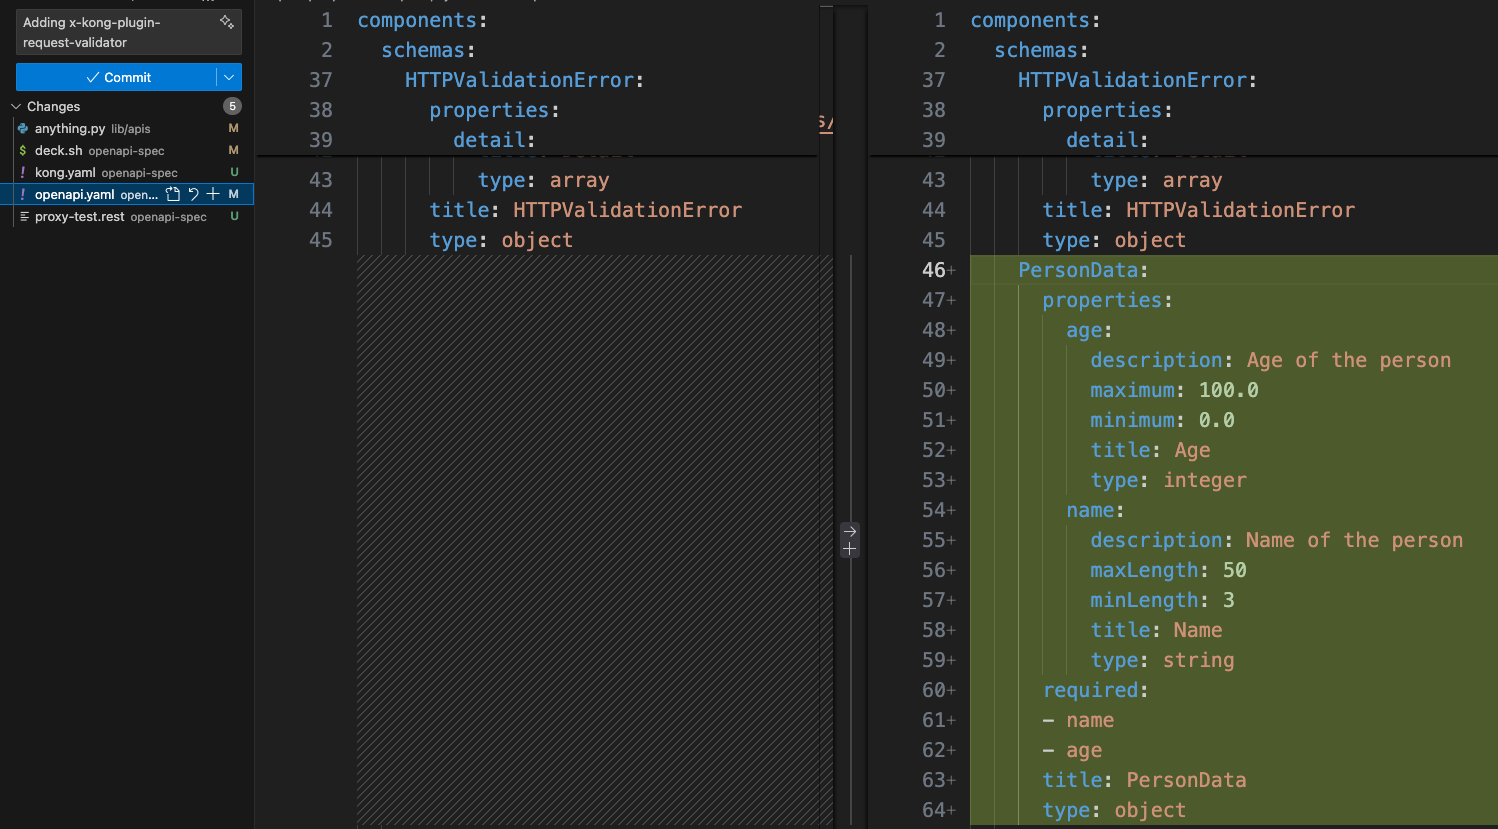 Adding x-kong-plugin-
request-validator
Commit
Changes 5
anything.py lib/apis M
deck.sh openapi-spec M
kong.yaml openapi-spec U
openapi.yaml open... M
proxy-test.rest openapi-spec U
1 components:
2 schemas:
37 HTTPValidationError:
38 properties:
39 detail:
43 type: array
44 title: HTTPValidationError
45 type: object
s/
1 components:
2 schemas:
37 HTTPValidationError:
38 properties:
39 detail:
43 type: array
44 title: HTTPValidationError
45 type: object
46+ PersonData:
47+ properties:
48+ age:
49+ description: Age of the person
50+ maximum: 100.0
51+ minimum: 0.0
52+ title: Age
53+ type: integer
54+ name:
55+ description: Name of the person
56+ maxLength: 50
57+ minLength: 3
58+ title: Name
59+ type: string
60+ required:
61+ - name
62+ - age
63+ title: PersonData
64+ type: object